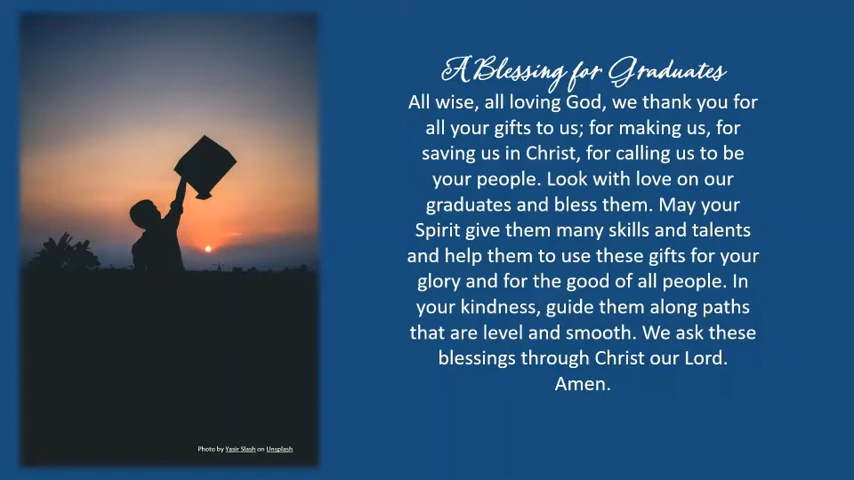 A Blessing for Graduates
All wise, all loving God, we thank you for
all your gifts to us; for making us, for
saving us in Christ, for calling us to be
your people. Look with love on our
graduates and bless them. May your
Spirit give them many skills and talents
and help them to use these gifts for your
glory and for the good of all people. In
your kindness, guide them along paths
that are level and smooth. We ask these
blessings through Christ our Lord.
Amen.
Photo by Yasir Slash on Unsplash